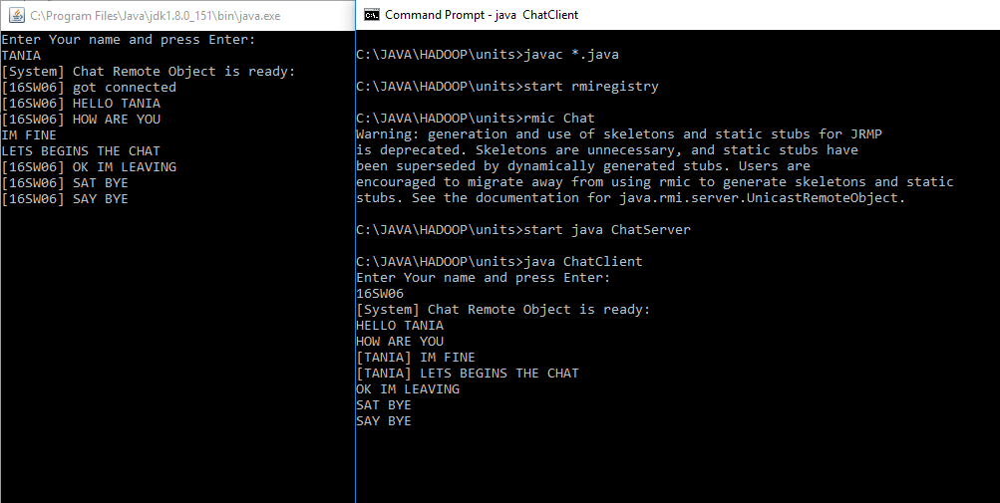 C:\Program Files\Java\jdk1.8.0_151\bin\java.exe
Enter Your name and press Enter:
TANIA
[System] Chat Remote Object is ready:
[16SW06] got connected
[16SW06] HELLO TANIA
[16SW06] HOW ARE YOU
IM FINE
LETS BEGINS THE CHAT
[16SW06] OK IM LEAVING
[16SW06] SAT BYE
[16SW06] SAY BYE
Command Prompt - java  ChatClient
C:\JAVA\HADOOP\units>javac *.java
C:\JAVA\HADOOP\units>start rmiregistry
C:\JAVA\HADOOP\units>rmic Chat
Warning: generation and use of skeletons and static stubs for JRMP
is deprecated. Skeletons are unnecessary, and static stubs have
been superseded by dynamically generated stubs. Users are
encouraged to migrate away from using rmic to generate skeletons and static
stubs. See the documentation for java.rmi.server.UnicastRemoteObject.
C:\JAVA\HADOOP\units>start java ChatServer
C:\JAVA\HADOOP\units>java ChatClient
Enter Your name and press Enter:
16SW06
[System] Chat Remote Object is ready:
HELLO TANIA
HOW ARE YOU
[TANIA] IM FINE
[TANIA] LETS BEGINS THE CHAT
OK IM LEAVING
SAT BYE
SAY BYE